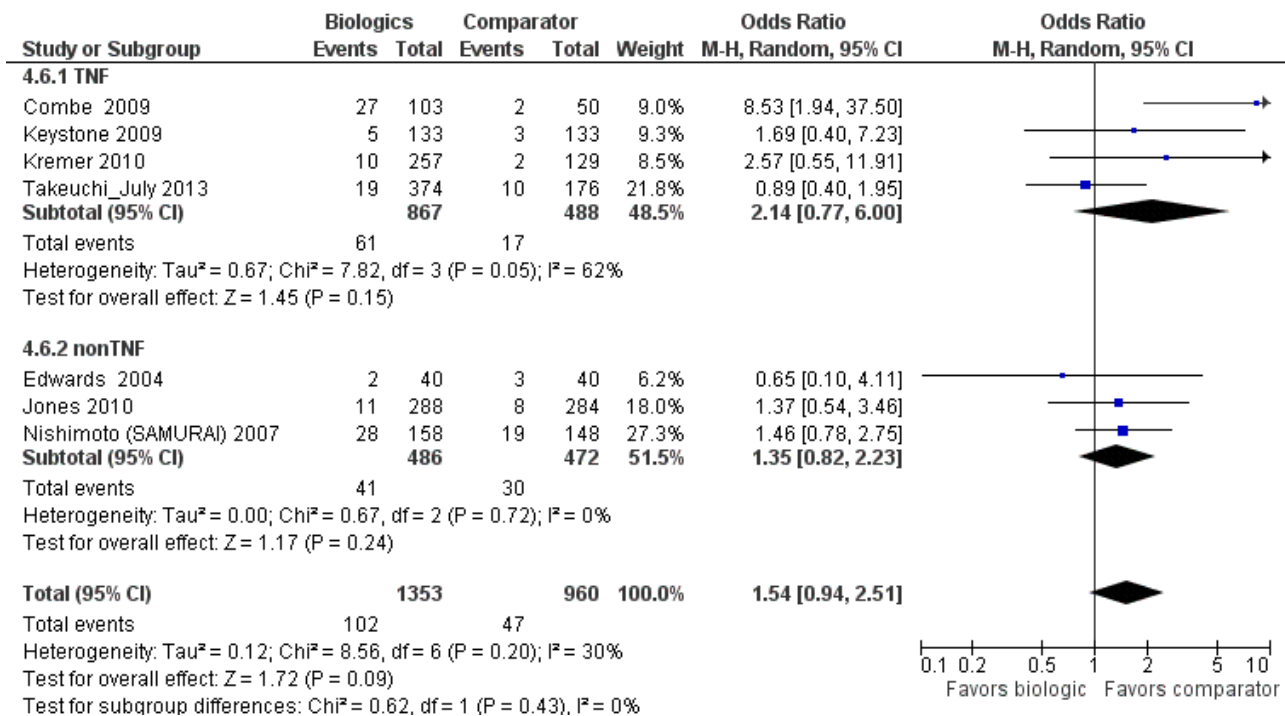 Biologics Comparator Odds Ratio Odds Ratio
Study or Subgroup Events Total Events Total Weight M-H, Random, 95% CI M-H, Random, 95% CI
4.6.1 TNF
Combe 2009 27 103 2 50 9.0% 8.53 [1.94, 37.50]
Keystone 2009 5 133 3 133 9.3% 1.69 [0.40, 7.23]
Kremer 2010 10 257 2 129 8.5% 2.57 [0.55, 11.91]
Takeuchi_July 2013 19 374 10 176 21.8% 0.89 [0.40, 1.95]
Subtotal (95% CI) 867 488 48.5% 2.14 [0.77, 6.00]
Total events 61 17
Heterogeneity: Tau² = 0.67; Chi² = 7.82, df = 3 (P = 0.05); I² = 62%
Test for overall effect: Z = 1.45 (P = 0.15)
4.6.2 nonTNF
Edwards 2004 2 40 3 40 6.2% 0.65 [0.10, 4.11]
Jones 2010 11 288 8 284 18.0% 1.37 [0.54, 3.46]
Nishimoto (SAMURAI) 2007 28 158 19 148 27.3% 1.46 [0.78, 2.75]
Subtotal (95% CI) 486 472 51.5% 1.35 [0.82, 2.23]
Total events 41 30
Heterogeneity: Tau² = 0.00; Chi² = 0.67, df = 2 (P = 0.72); I² = 0%
Test for overall effect: Z = 1.17 (P = 0.24)
Total (95% CI) 1353 960 100.0% 1.54 [0.94, 2.51]
Total events 102 47
Heterogeneity: Tau² = 0.12; Chi² = 8.56, df = 6 (P = 0.20); I² = 30%
Test for overall effect: Z = 1.72 (P = 0.09)
Test for subgroup differences: Chi² = 0.62, df = 1 (P = 0.43), I² = 0%
0.1 0.2 0.5 1 2 5 10
Favors biologic Favors comparator